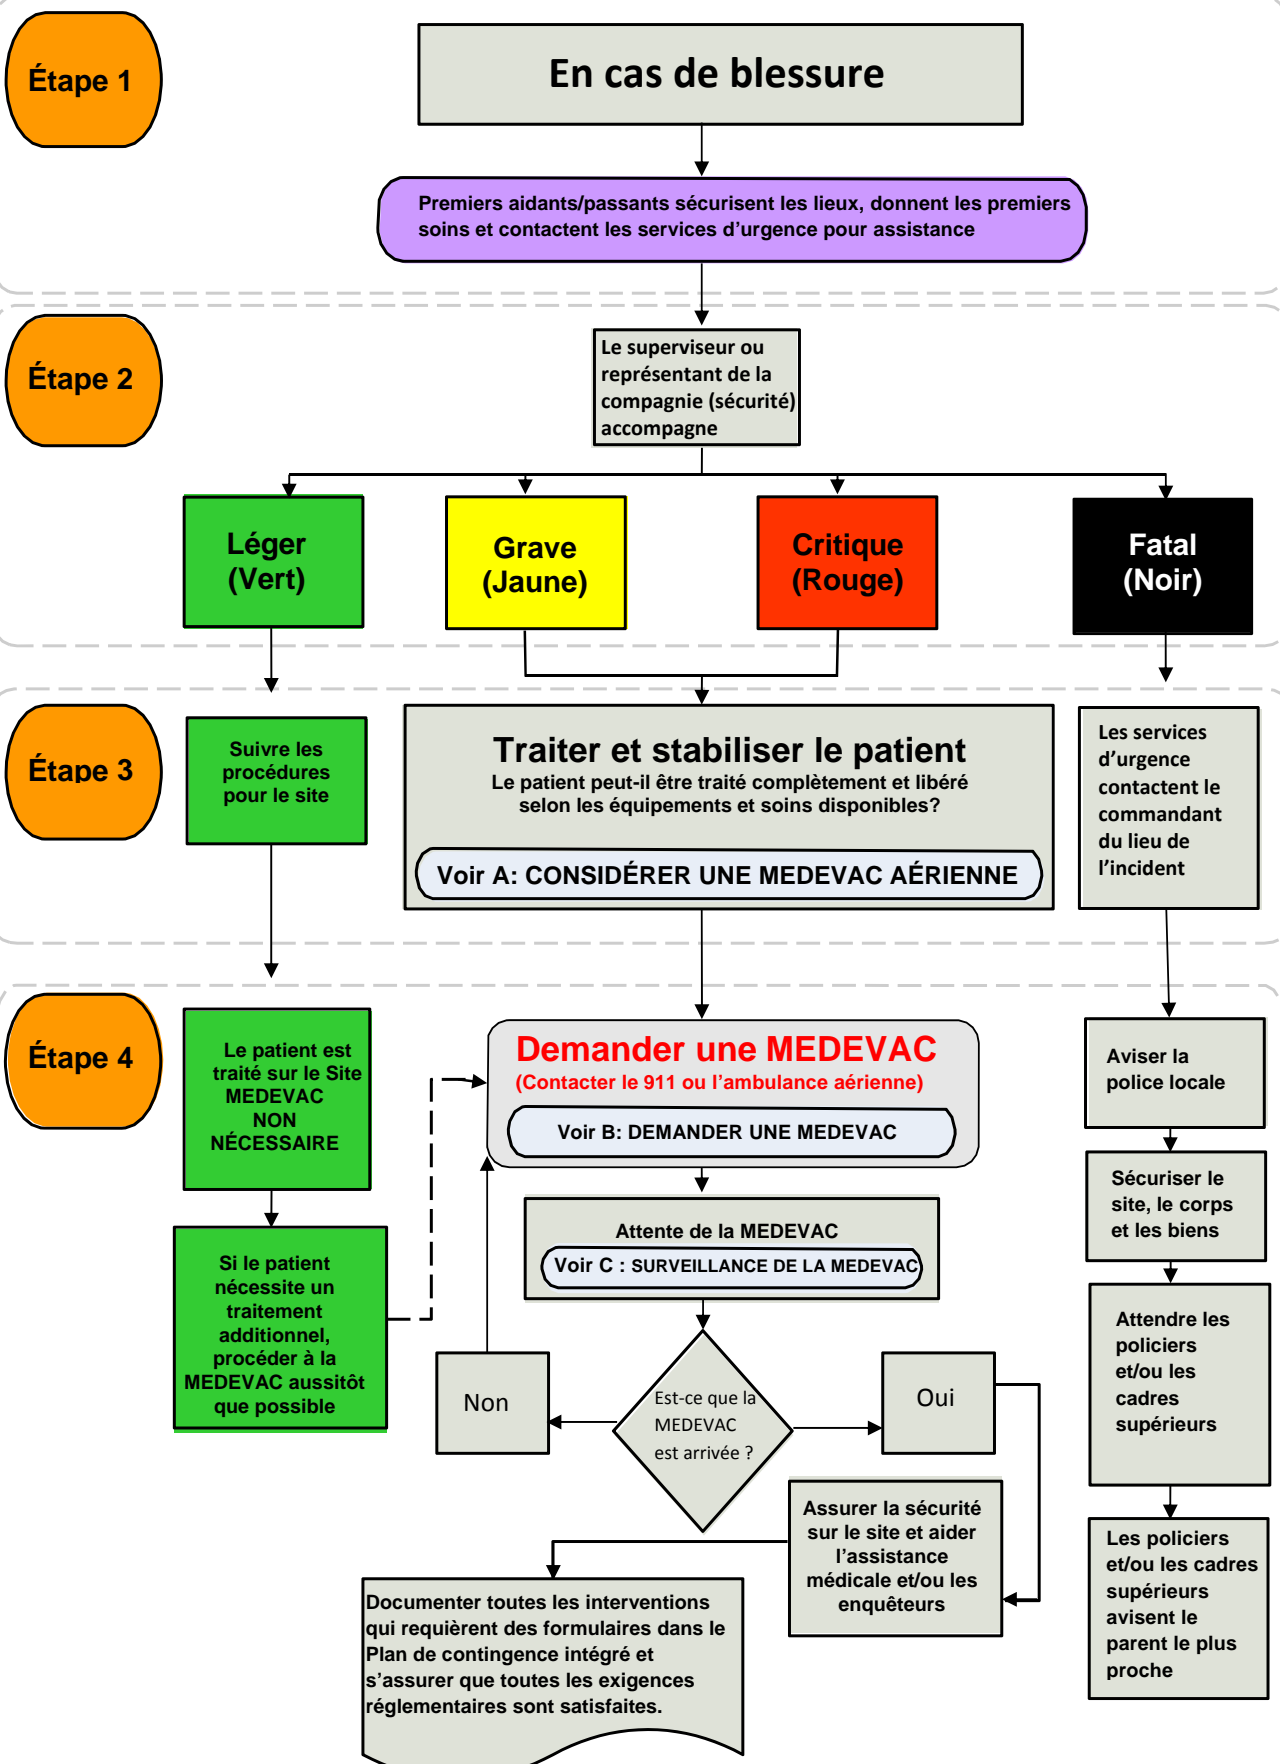 Étape 1
En cas de blessure
Premiers aidants/passants sécurisent les lieux, donnent les premiers
soins et contactent les services d’urgence pour assistance
Étape 2
Le superviseur ou
représentant de la
compagnie (sécurité)
accompagne
Léger
(Vert)
Grave
(Jaune)
Critique
(Rouge)
Fatal
(Noir)
Étape 3
Suivre les
procédures
pour le site
Traiter et stabiliser le patient
Le patient peut-il être traité complètement et libéré
selon les équipements et soins disponibles?
Voir A: CONSIDÉRER UNE MEDEVAC AÉRIENNE
Les services
d’urgence
contactent le
commandant
du lieu de
l’incident
Étape 4
Le patient est
traité sur le Site
MEDEVAC
NON
NÉCESSAIRE
Si le patient
nécessite un
traitement
additionnel,
procéder à la
MEDEVAC aussitôt
que possible
Demander une MEDEVAC
(Contacter le 911 ou l’ambulance aérienne)
Voir B: DEMANDER UNE MEDEVAC
Attente de la MEDEVAC
Voir C : SURVEILLANCE DE LA MEDEVAC
Non
Est-ce que la
MEDEVAC
est arrivée ?
Oui
Assurer la sécurité
sur le site et aider
l’assistance
médicale et/ou les
enquêteurs
Documenter toutes les interventions
qui requièrent des formulaires dans le
Plan de contingence intégré et
s’assurer que toutes les exigences
réglementaires sont satisfaites.
Aviser la
police locale
Sécuriser le
site, le corps
et les biens
Attendre les
policiers
et/ou les
cadres
supérieurs
Les policiers
et/ou les cadres
supérieurs
avisent le
parent le plus
proche